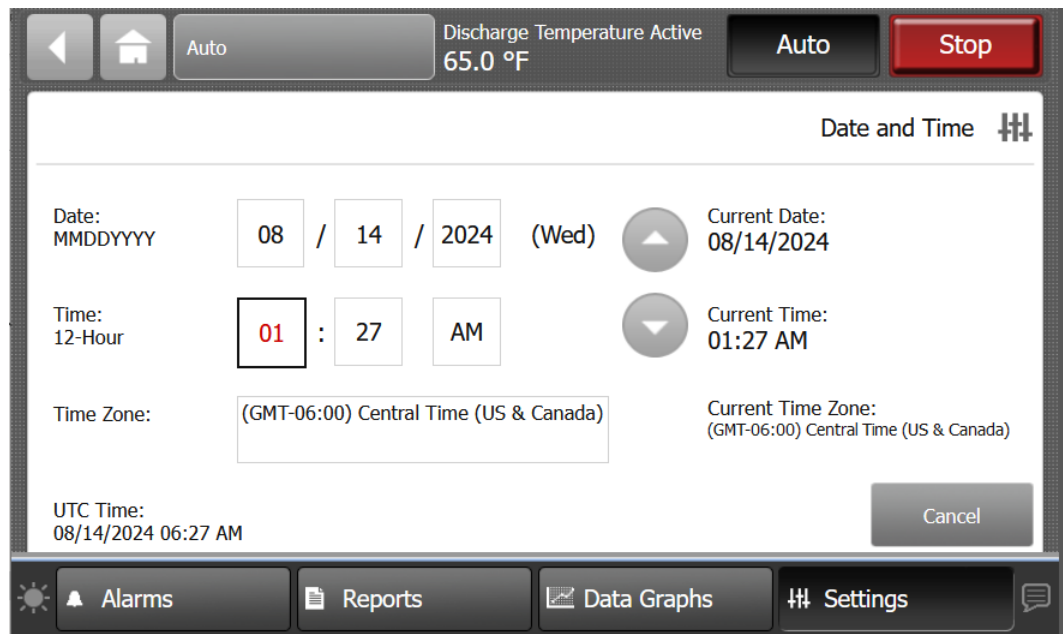 Auto
Discharge Temperature Active
65.0 °F
Auto
Stop
Date and Time
Date:
MMDDYYYY
08 / 14 / 2024 (Wed)
Current Date:
08/14/2024
Time:
12-Hour
01 : 27 AM
Current Time:
01:27 AM
Time Zone:
(GMT-06:00) Central Time (US & Canada)
Current Time Zone:
(GMT-06:00) Central Time (US & Canada)
UTC Time:
08/14/2024 06:27 AM
Cancel
Alarms
Reports
Data Graphs
Settings